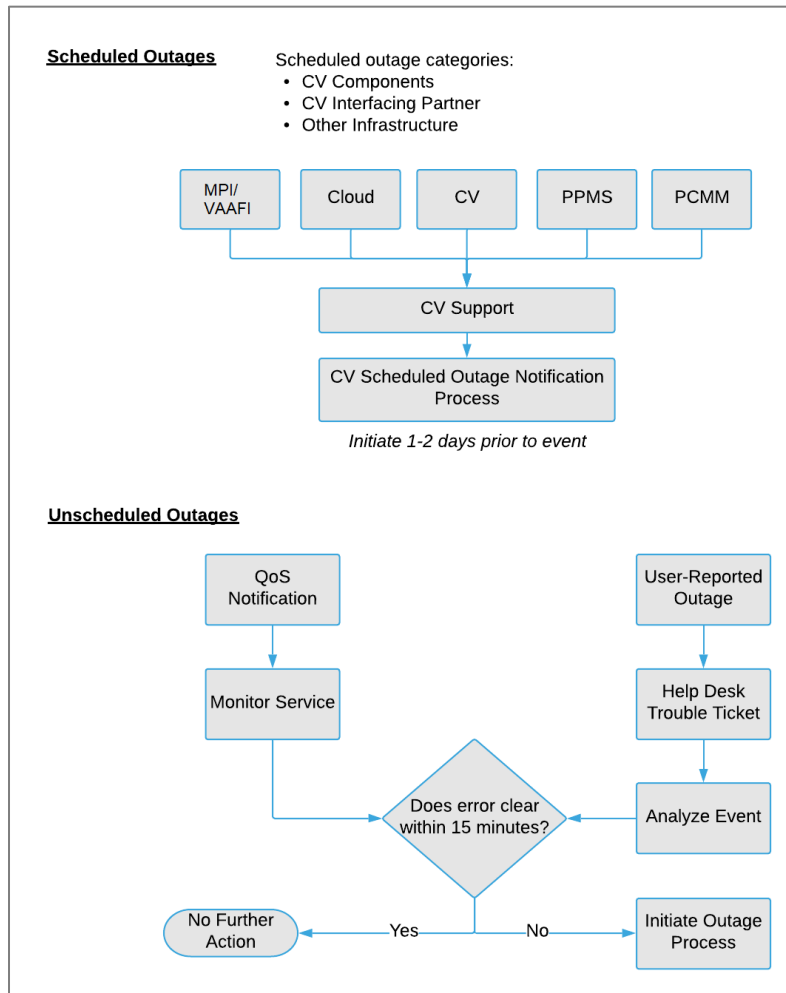 Scheduled Outages
Scheduled outage categories:
• CV Components
• CV Interfacing Partner
• Other Infrastructure
MPI/
VAAFI
Cloud
CV
PPMS
PCMM
CV Support
CV Scheduled Outage Notification
Process
Initiate 1-2 days prior to event
Unscheduled Outages
QoS
Notification
User-Reported
Outage
Monitor Service
Help Desk
Trouble Ticket
Does error clear
within 15 minutes?
Analyze Event
No Further
Action
Yes
No
Initiate Outage
Process